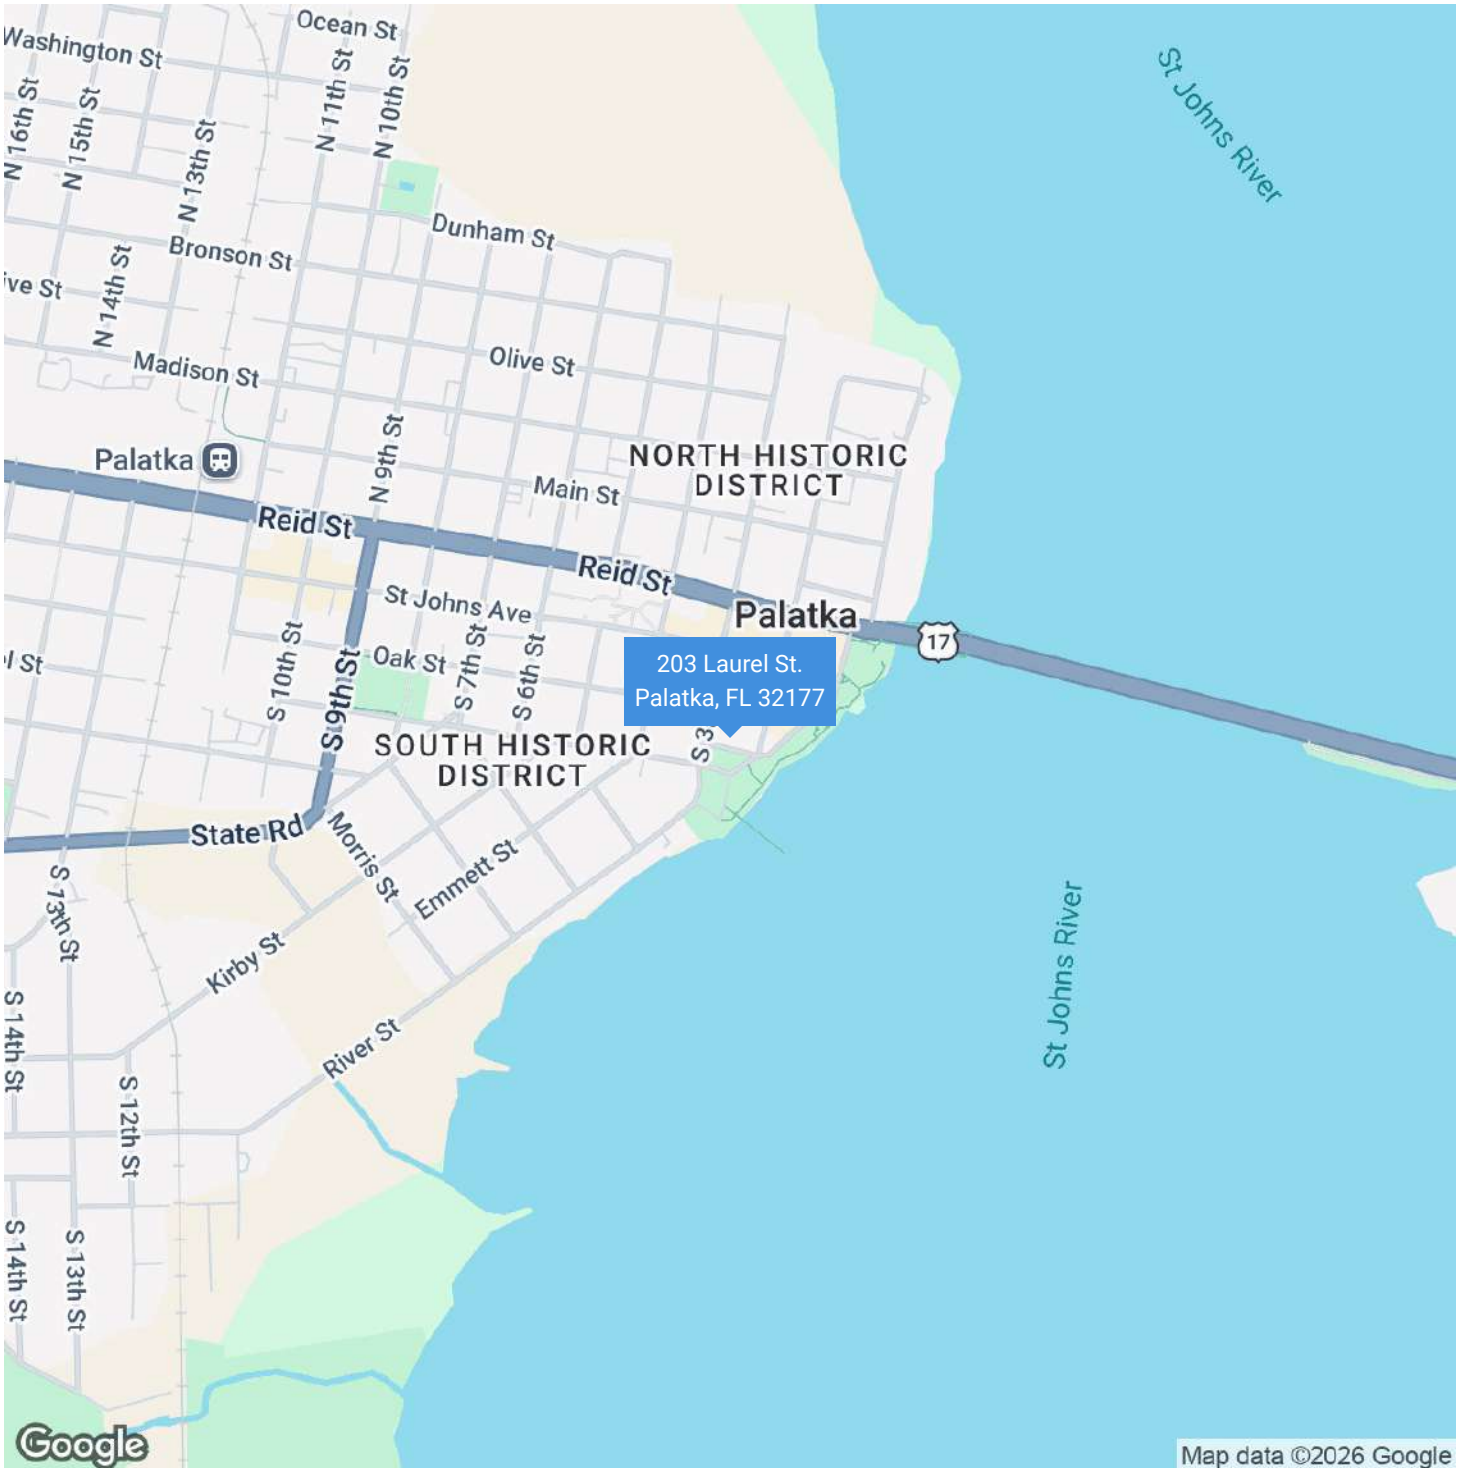 Ocean St
Washington St
N 11th St
N 10th St
N 16th St
N 15th St
N 13th St
St Johns River
Dunham St
Bronson St
N 14th St
ive St
Madison St
Olive St
N 9th St
Palatka
NORTH HISTORIC
DISTRICT
Main St
Reid St
Reid St
St Johns Ave
Palatka
17
203 Laurel St.
Palatka, FL 32177
l St
Oak St
S 10th St
S 9th St
S 7th St
S 6th St
S 3
SOUTH HISTORIC
DISTRICT
State Rd
Morris St
Emmett St
S 13th St
Kirby St
St Johns River
S 14th St
River St
S 12th St
S 14th St
S 13th St
Google
Map data ©2026 Google